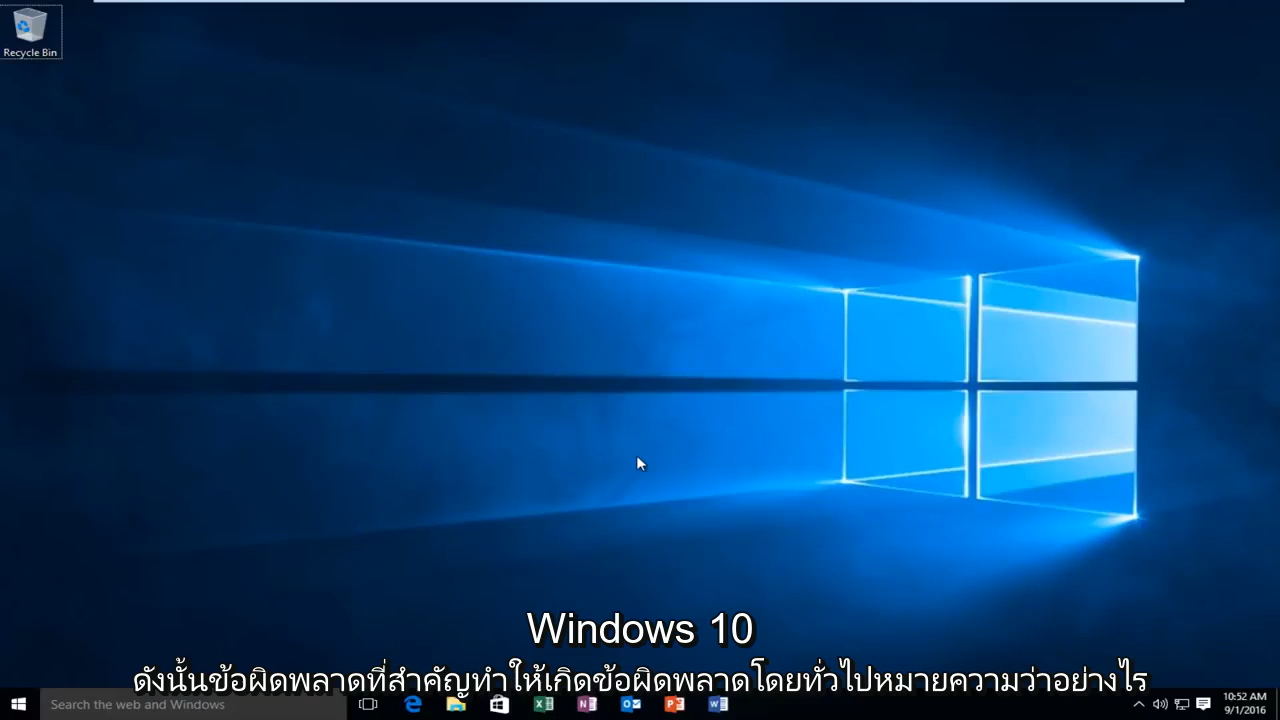 Recycle Bin
Windows 10
ดังนั้นข้อผิดพลาดที่สำคัญทำให้เกิดข้อผิดพลาดโดยทั่วไปหมายความว่าอย่างไร
Search the web and Windows
10:52 AM
9/1/2016